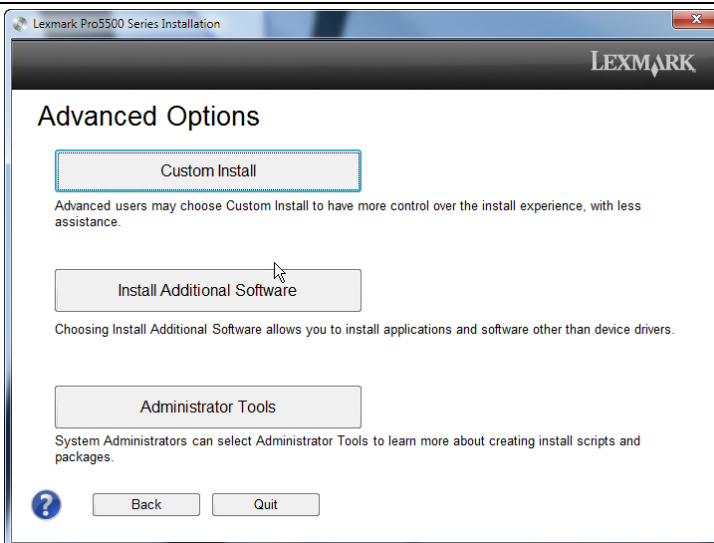 Lexmark Pro5500 Series Installation
LEXMARK
Advanced Options
Custom Install
Advanced users may choose Custom Install to have more control over the install experience, with less
assistance.
Install Additional Software
Choosing Install Additional Software allows you to install applications and software other than device drivers.
Administrator Tools
System Administrators can select Administrator Tools to learn more about creating install scripts and
packages.
? Back Quit